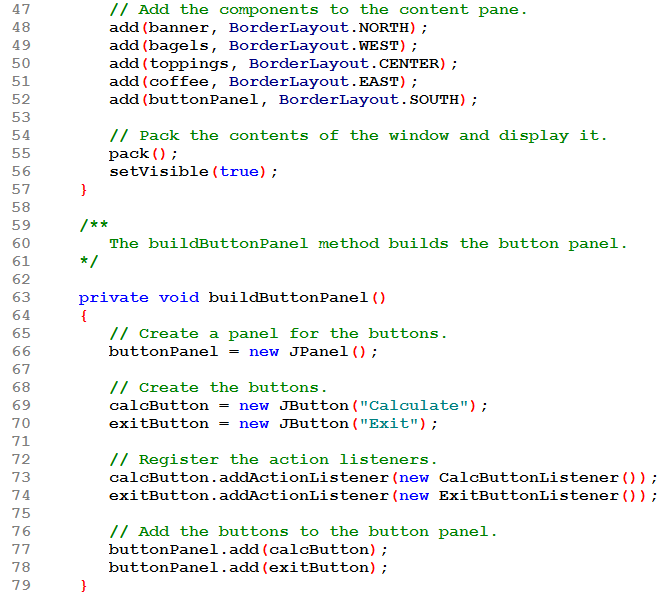 47 // Add the components to the content pane.
48 add(banner, BorderLayout.NORTH);
49 add(bagels, BorderLayout.WEST);
50 add(toppings, BorderLayout.CENTER);
51 add(coffee, BorderLayout.EAST);
52 add(buttonPanel, BorderLayout.SOUTH);
53
54 // Pack the contents of the window and display it.
55 pack();
56 setVisible(true);
57 }
58
59 /**
60 The buildButtonPanel method builds the button panel.
61 */
62
63 private void buildButtonPanel()
64 {
65 // Create a panel for the buttons.
66 buttonPanel = new JPanel();
67
68 // Create the buttons.
69 calcButton = new JButton("Calculate");
70 exitButton = new JButton("Exit");
71
72 // Register the action listeners.
73 calcButton.addActionListener(new CalcButtonListener());
74 exitButton.addActionListener(new ExitButtonListener());
75
76 // Add the buttons to the button panel.
77 buttonPanel.add(calcButton);
78 buttonPanel.add(exitButton);
79 }